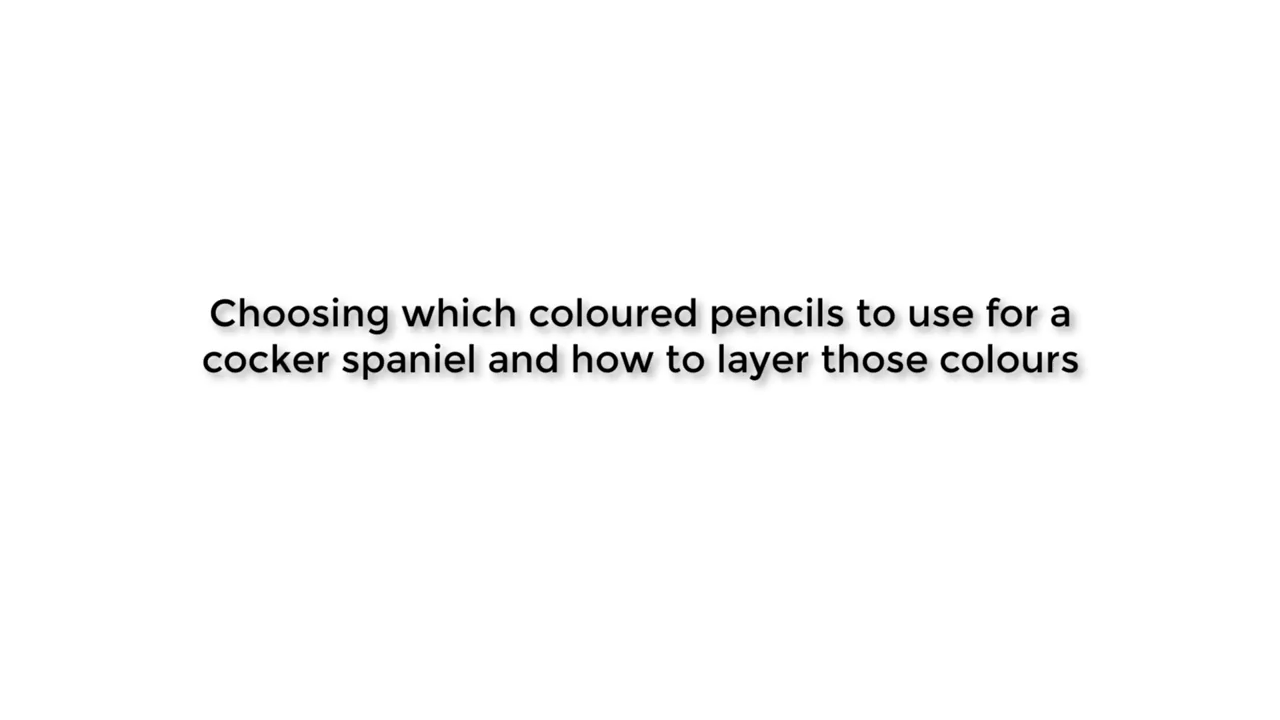 Choosing which coloured pencils to use for a
cocker spaniel and how to layer those colours